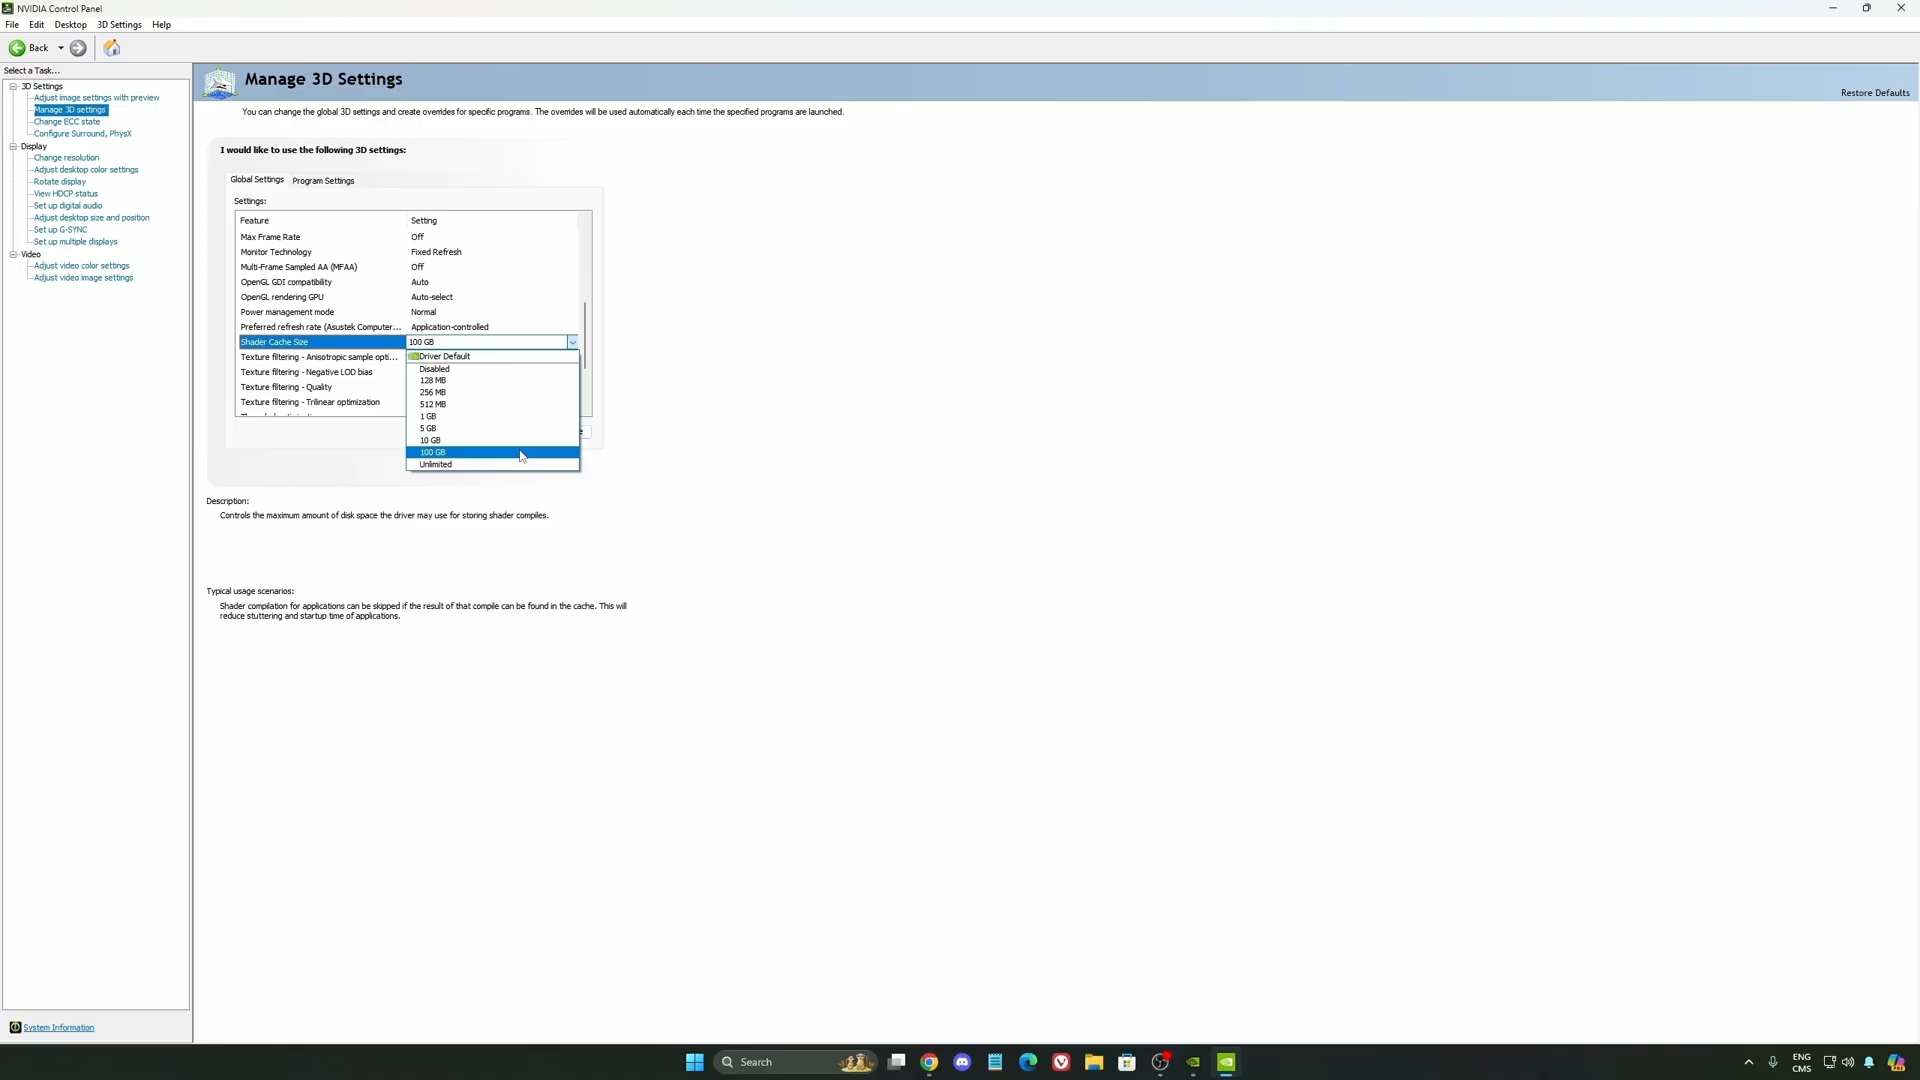 NVIDIA Control Panel
File Edit Desktop 3D Settings Help
Back
Select a Task...
3D Settings
Adjust image settings with preview
Manage 3D settings
Change ECC state
Configure Surround, PhysX
Display
Change resolution
Adjust desktop color settings
Rotate display
View HDCP status
Set up digital audio
Adjust desktop size and position
Set up G-SYNC
Set up multiple displays
Video
Adjust video color settings
Adjust video image settings
System Information
Manage 3D Settings
Restore Defaults
You can change the global 3D settings and create overrides for specific programs. The overrides will be used automatically each time the specified programs are launched.
I would like to use the following 3D settings:
Global Settings Program Settings
Settings:
Feature Setting
Max Frame Rate Off
Monitor Technology Fixed Refresh
Multi-Frame Sampled AA (MFAA) Off
OpenGL GDI compatibility Auto
OpenGL rendering GPU Auto-select
Power management mode Normal
Preferred refresh rate (Asustek Computer... Application-controlled
Shader Cache Size 100 GB
Texture filtering - Anisotropic sample opti...
Texture filtering - Negative LOD bias
Texture filtering - Quality
Texture filtering - Trilinear optimization
Driver Default
Disabled
128 MB
256 MB
512 MB
1 GB
5 GB
10 GB
100 GB
Unlimited
Description:
Controls the maximum amount of disk space the driver may use for storing shader compiles.
Typical usage scenarios:
Shader compilation for applications can be skipped if the result of that compile can be found in the cache. This will
reduce stuttering and startup time of applications.
Search
ENG
CMS